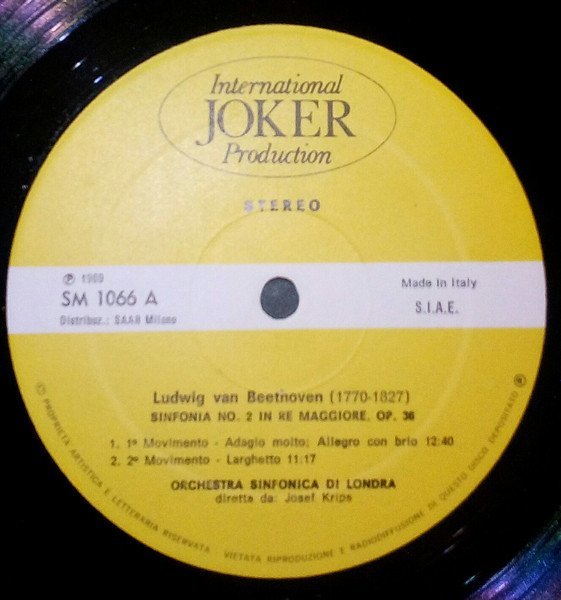 International
JOKER
Production
STEREO
℗ 1969
SM 1066 A
Distribuz.: SAAR Milano
Made in Italy
S.I.A.E.
Ludwig van Beethoven (1770-1827)
SINFONIA NO. 2 IN RE MAGGIORE, OP. 36
1. 1º Movimento - Adagio molto; Allegro con brio 12:40
2. 2º Movimento - Larghetto 11:17
ORCHESTRA SINFONICA DI LONDRA
diretta da: Josef Krips
© PROPRIETÀ ARTISTICA E LETTERARIA RISERVATA - VIETATA RIPRODUZIONE E RADIODIFFUSIONE DI QUESTO DISCO DEPOSITATO ®